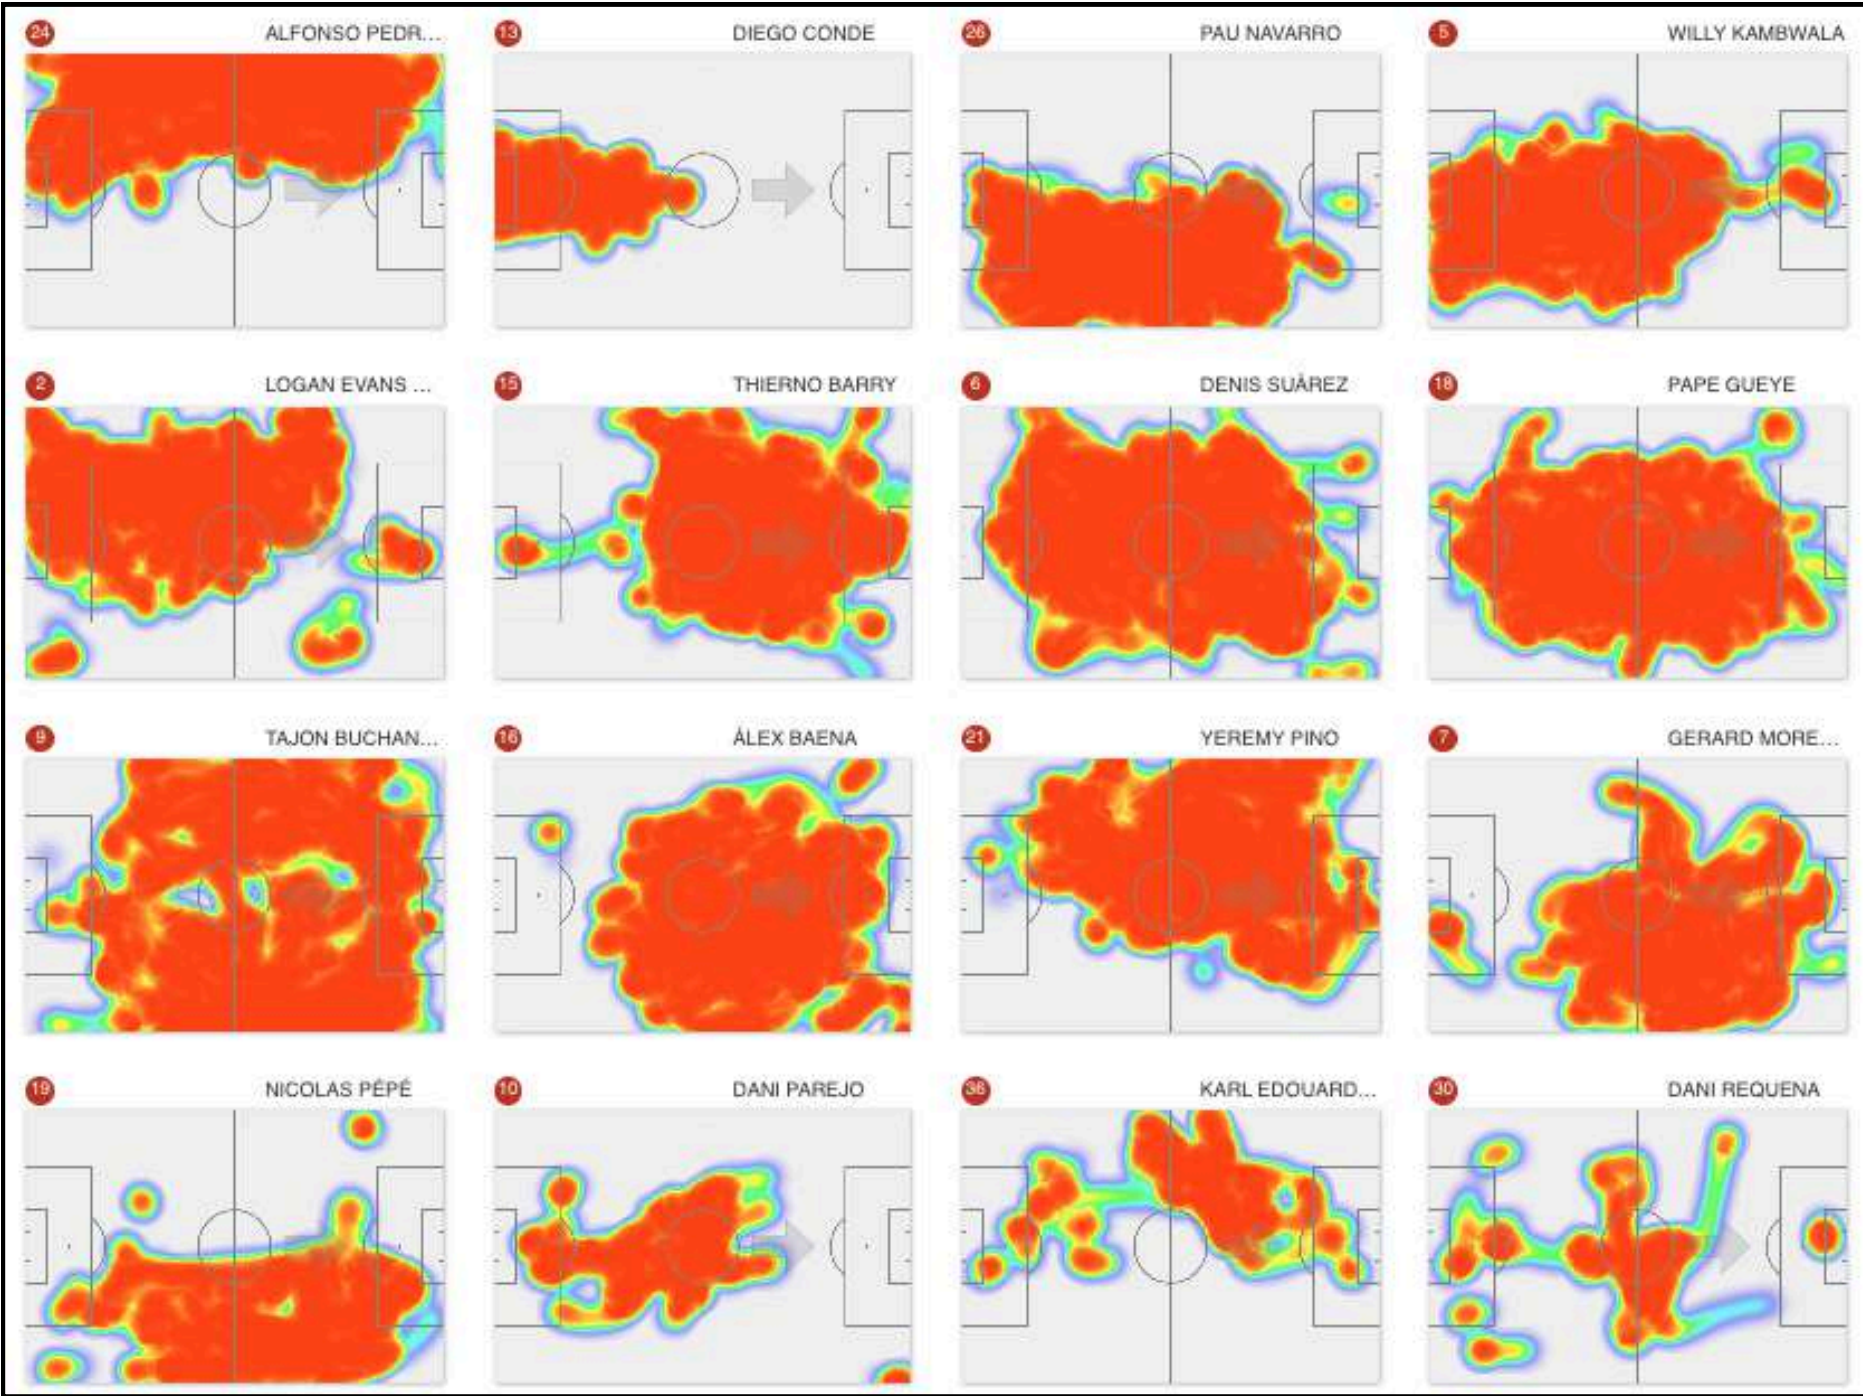 24 ALFONSO PEDR... 13 DIEGO CONDE 26 PAU NAVARRO 5 WILLY KAMBWALA
2 LOGAN EVANS ... 15 THIERNO BARRY 6 DENIS SUÁREZ 18 PAPE GUEYE
9 TAJON BUCHAN... 16 ÁLEX BAENA 21 YEREMY PINO 7 GERARD MORE...
19 NICOLAS PÉPÉ 10 DANI PAREJO 36 KARL EDOUARD... 30 DANI REQUENA